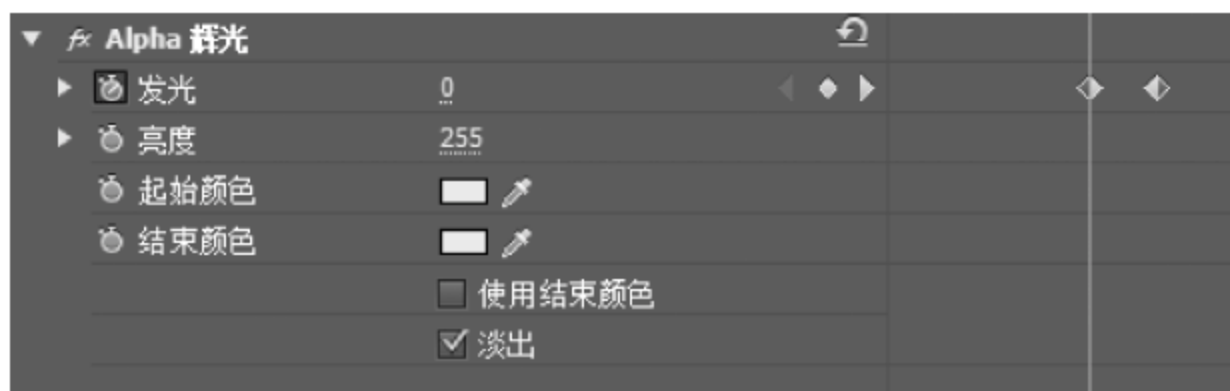 fx Alpha 辉光
发光 0
亮度 255
起始颜色
结束颜色
使用结束颜色
淡出